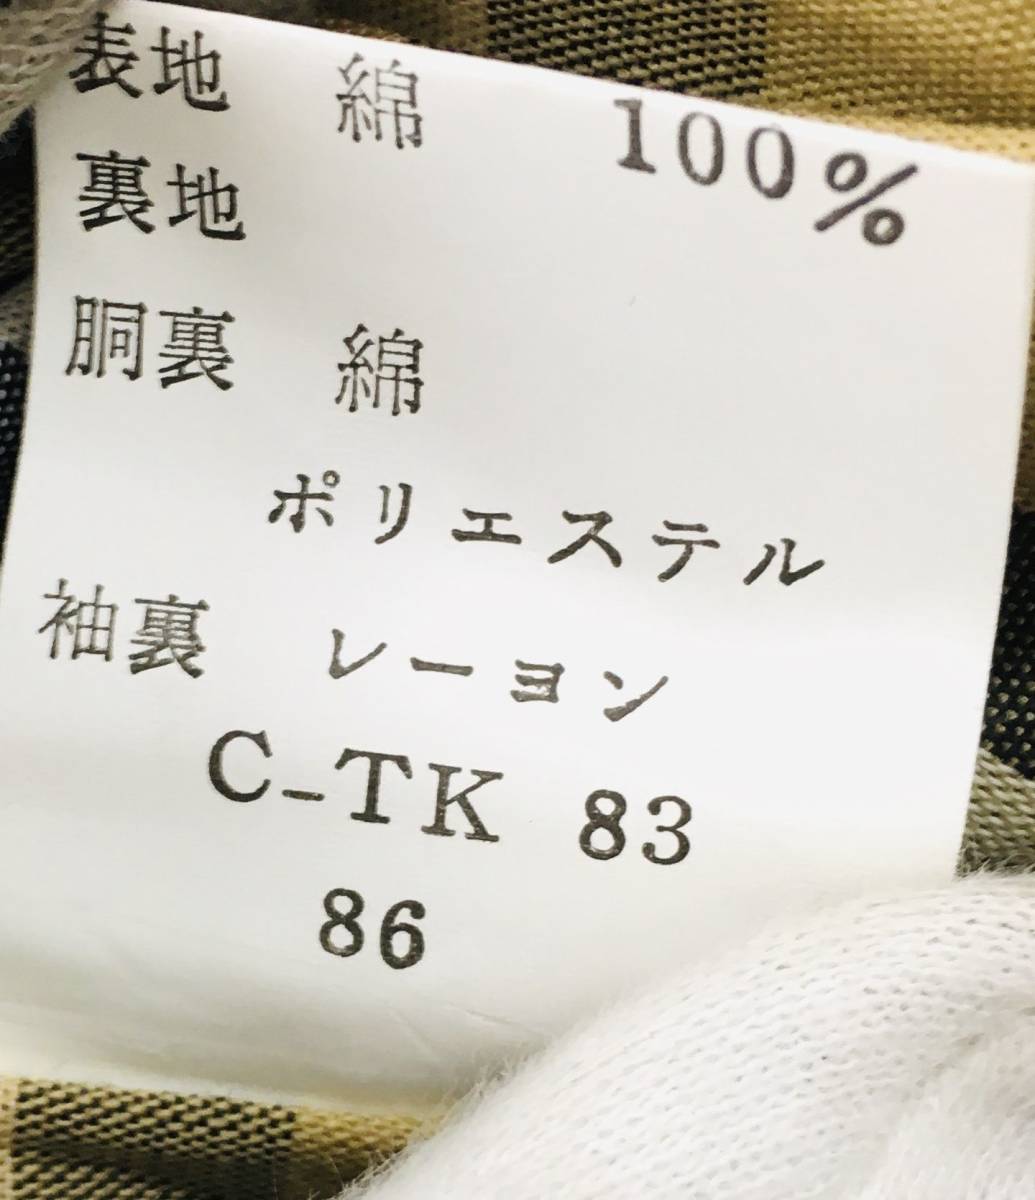 表地 綿 100%
裏地
胴裏 綿
ポリエステル
袖裏 レーヨン
C-TK 83
86